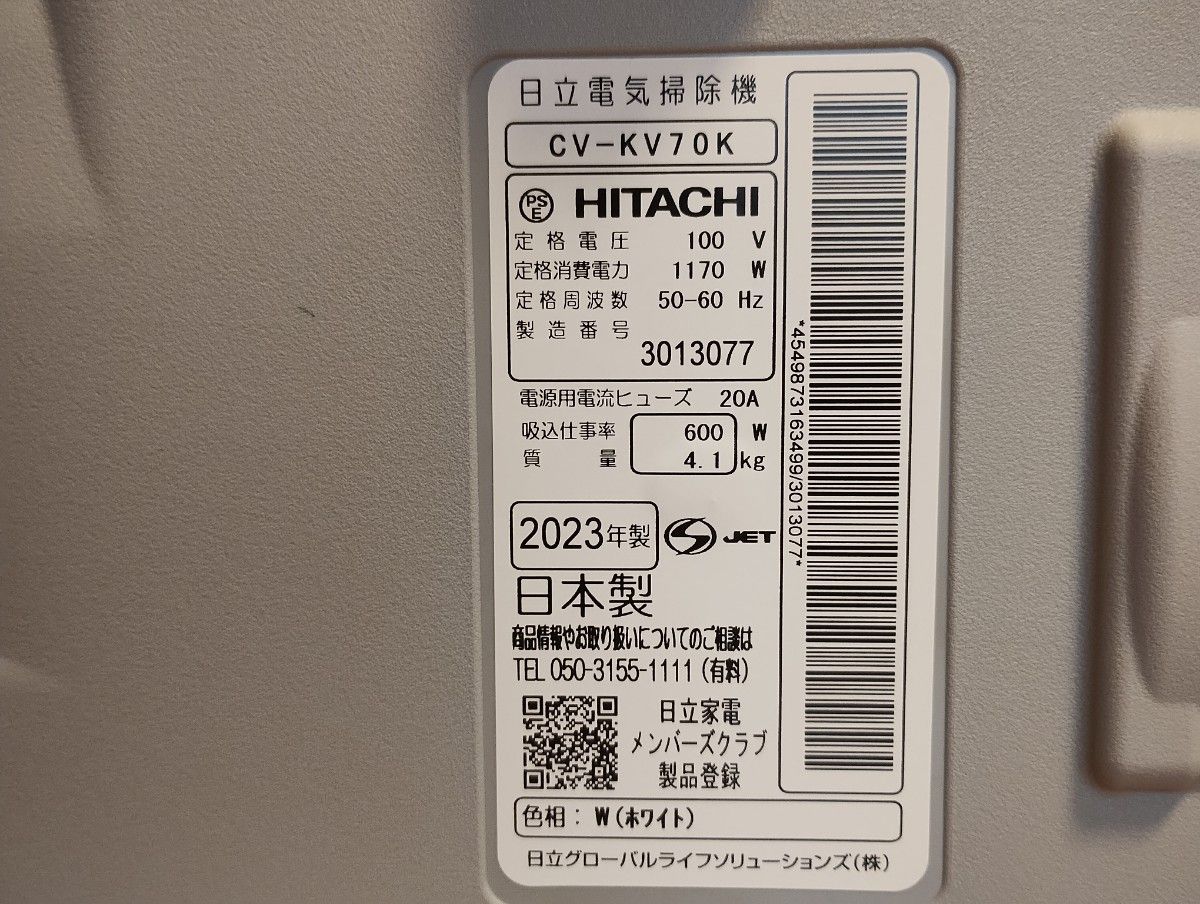 日立電気掃除機
CV-KV70K
PS
E
HITACHI
定格電圧 100 V
定格消費電力 1170 W
定格周波数 50-60 Hz
製造番号
3013077
電源用電流ヒューズ 20A
吸込仕事率 600 W
質量 4.1 kg
2023年製
JET
日本製
商品情報やお取り扱いについてのご相談は
TEL 050-3155-1111 (有料)
日立家電
メンバーズクラブ
製品登録
色相: W (ホワイト)
日立グローバルライフソリューションズ(株)
*4549873163499/3013077*